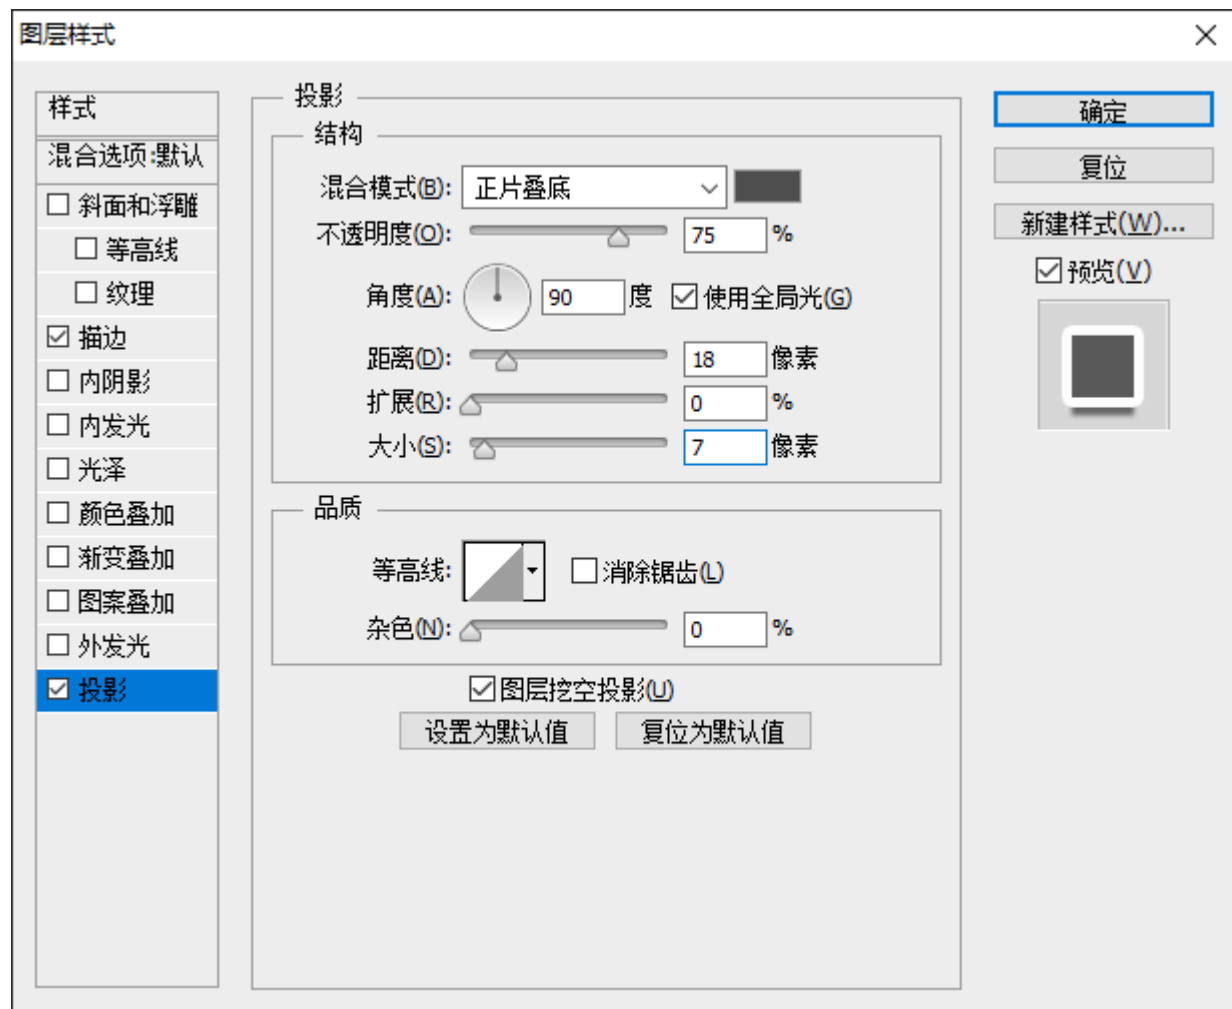 图层样式
样式
混合选项:默认
斜面和浮雕
等高线
纹理
描边
内阴影
内发光
光泽
颜色叠加
渐变叠加
图案叠加
外发光
投影
投影
结构
混合模式(B): 正片叠底
不透明度(O): 75 %
角度(A): 90 度 使用全局光(G)
距离(D): 18 像素
扩展(R): 0 %
大小(S): 7 像素
品质
等高线: 消除锯齿(L)
杂色(N): 0 %
图层挖空投影(U)
设置为默认值 复位为默认值
确定
复位
新建样式(W)...
预览(V)